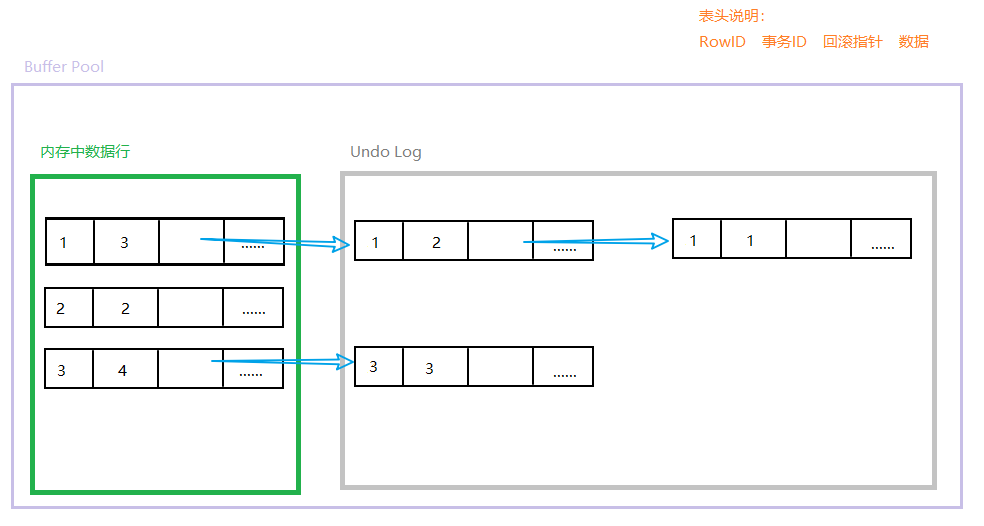 表头说明：
RowID 事务ID 回滚指针 数据
Buffer Pool
内存中数据行
Undo Log
1 3 ......
1 2 ......
1 1 ......
2 2 ......
3 4 ......
3 3 ......